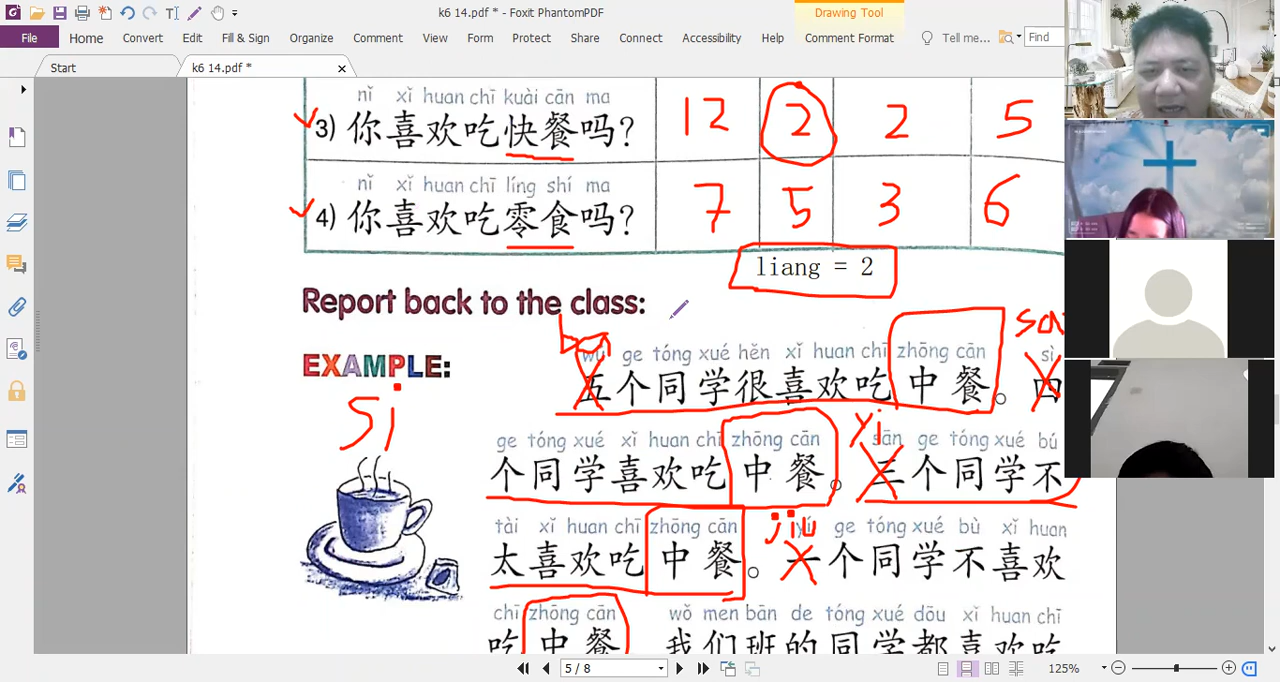 k6 14.pdf * - Foxit PhantomPDF
Drawing Tool
File Home Convert Edit Fill & Sign Organize Comment View Form Protect Share Connect Accessibility Help Comment Format Tell me... Find
Start k6 14.pdf *
nǐ xǐ huan chī kuài cān ma
3) 你喜欢吃快餐吗? 12 2 2 5
nǐ xǐ huan chī líng shí ma
4) 你喜欢吃零食吗? 7 5 3 6
liang = 2
Report back to the class:
EXAMPLE:
ge tóng xué hěn xǐ huan chī zhōng cān sì
五个同学很喜欢吃中餐。四
si
ge tóng xué xǐ huan chī zhōng cān yi sān ge tóng xué bú
个同学喜欢吃中餐。三个同学不
jiu
tài xǐ huan chī zhōng cān yí ge tóng xué bù xǐ huan
太喜欢吃中餐。一个同学不喜欢
chī zhōng cān wǒ men bān de tóng xué dōu xǐ huan chī
吃中餐 我们班的同学都喜欢吃
5 / 8
125%